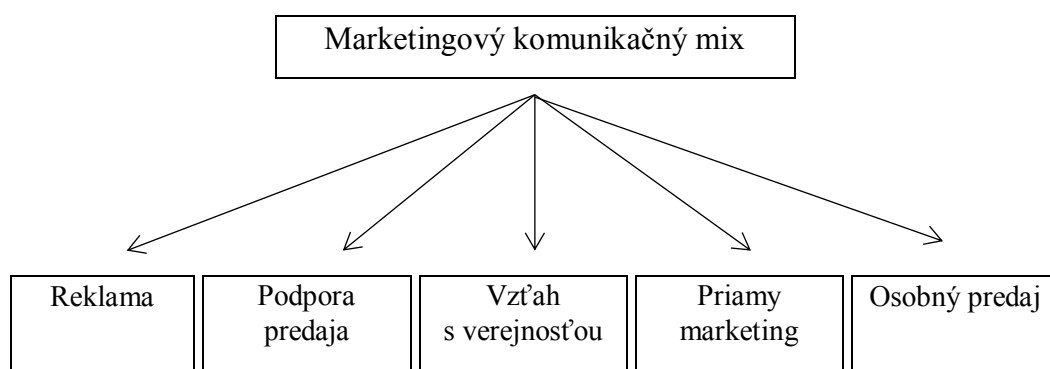 Marketingový komunikačný mix
Reklama
Podpora
predaja
Vzťah
s verejnosťou
Priamy
marketing
Osobný predaj